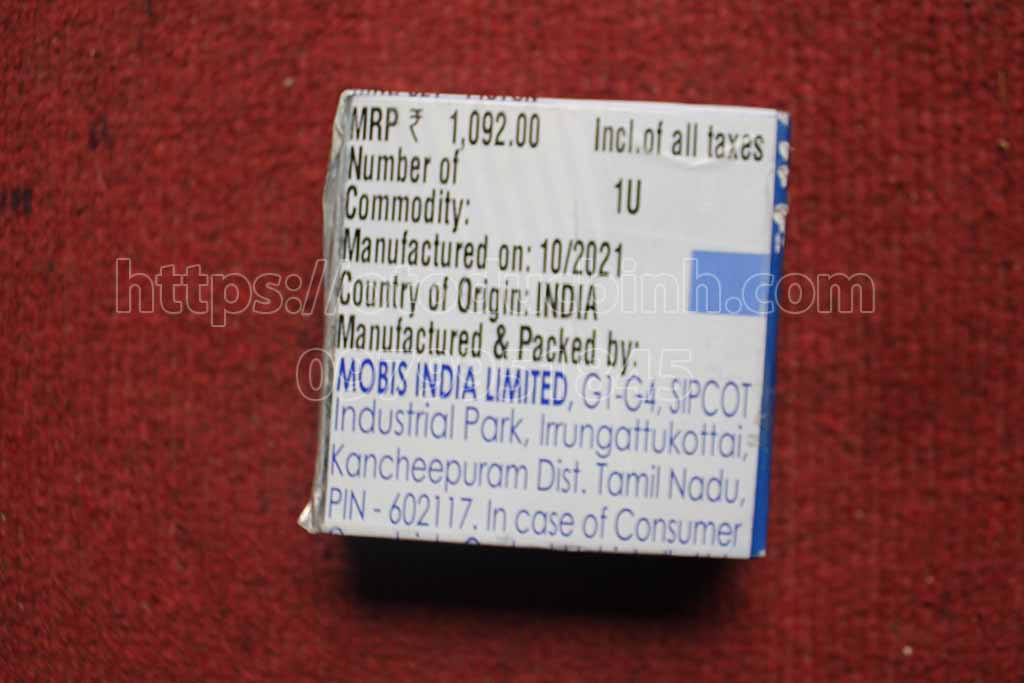 MRP ₹ 1,092.00 Incl.of all taxes
Number of
Commodity: 1U
Manufactured on: 10/2021
Country of Origin: INDIA
Manufactured & Packed by:
MOBIS INDIA LIMITED, G1-G4, SIPCOT
Industrial Park, Irrungattukottai,
Kancheepuram Dist. Tamil Nadu,
PIN - 602117. In case of Consumer